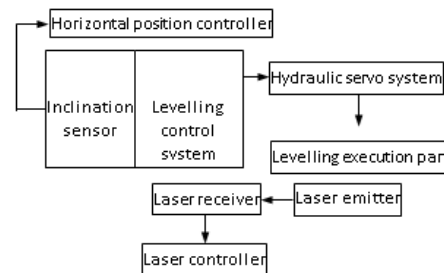 Horizontal position controller
Hydraulic servo system
Inclination
sensor
Levelling
control
system
Levelling execution par
Laser receiver
Laser emitter
Laser controller